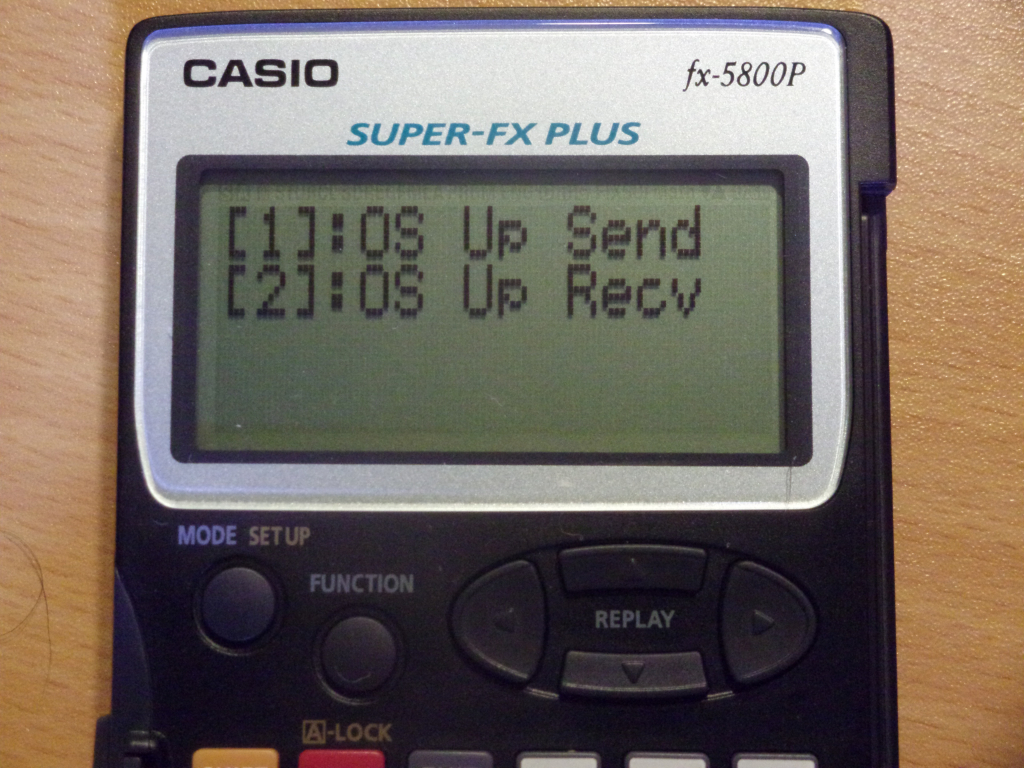 CASIO
fx-5800P
SUPER-FX PLUS
[1]:OS Up Send
[2]:OS Up Recv
MODE SETUP
FUNCTION
REPLAY
A-LOCK